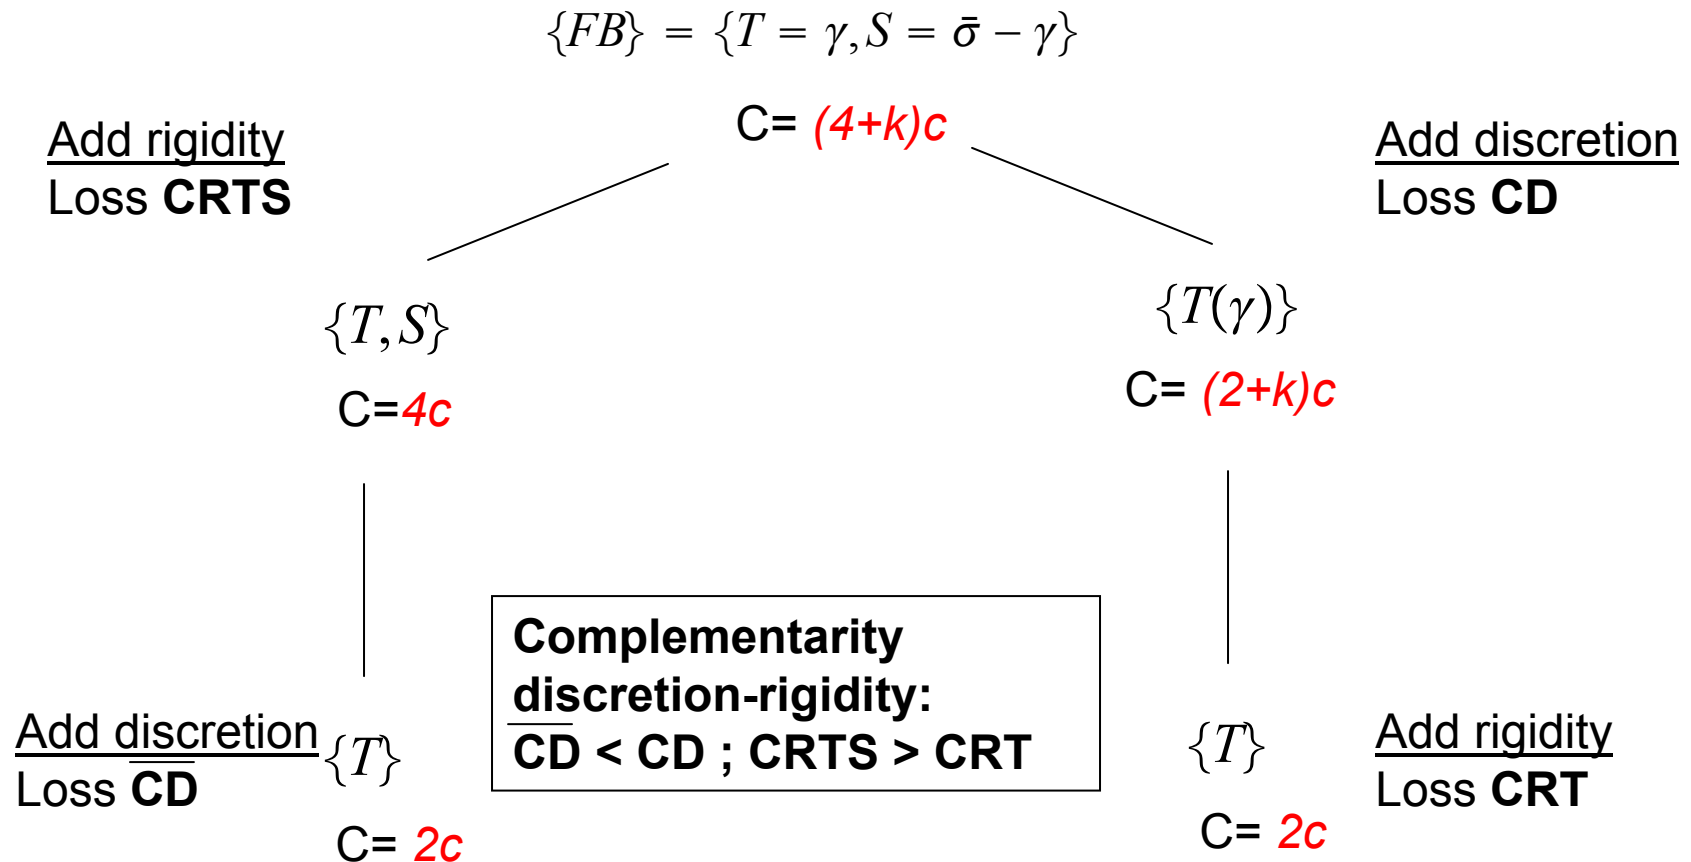 {FB} = {T = γ, S = σ̄ − γ}
C= (4+k)c
Add rigidity
Loss CRTS
Add discretion
Loss CD
{T, S}
C=4c
{T(γ)}
C= (2+k)c
Complementarity
discretion-rigidity:
C̅D̅ < CD ; CRTS > CRT
Add discretion
Loss C̅D̅
{T}
C= 2c
{T}
C= 2c
Add rigidity
Loss CRT